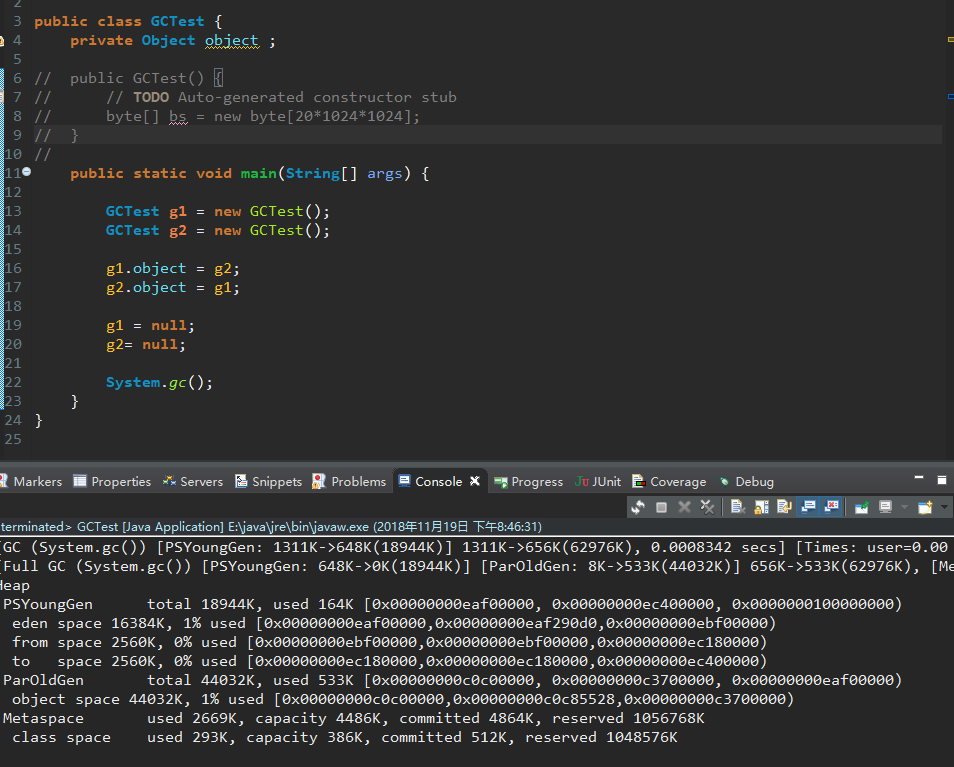 2
3 public class GCTest {
4 private Object object ;
5
6 // public GCTest() {
7 // // TODO Auto-generated constructor stub
8 // byte[] bs = new byte[20*1024*1024];
9 // }
10 //
11 public static void main(String[] args) {
12
13 GCTest g1 = new GCTest();
14 GCTest g2 = new GCTest();
15
16 g1.object = g2;
17 g2.object = g1;
18
19 g1 = null;
20 g2= null;
21
22 System.gc();
23 }
24 }
25
Markers Properties Servers Snippets Problems Console Progress JUnit Coverage Debug
terminated> GCTest [Java Application] E:\java\jre\bin\javaw.exe (2018年11月19日 下午8:46:31)
[GC (System.gc()) [PSYoungGen: 1311K->648K(18944K)] 1311K->656K(62976K), 0.0008342 secs] [Times: user=0.00
[Full GC (System.gc()) [PSYoungGen: 648K->0K(18944K)] [ParOldGen: 8K->533K(44032K)] 656K->533K(62976K), [Me
Heap
PSYoungGen total 18944K, used 164K [0x00000000eaf00000, 0x00000000ec400000, 0x0000000100000000)
eden space 16384K, 1% used [0x00000000eaf00000,0x00000000eaf290d0,0x00000000ebf00000)
from space 2560K, 0% used [0x00000000ebf00000,0x00000000ebf00000,0x00000000ec180000)
to space 2560K, 0% used [0x00000000ec180000,0x00000000ec180000,0x00000000ec400000)
ParOldGen total 44032K, used 533K [0x00000000c0c00000, 0x00000000c3700000, 0x00000000eaf00000)
object space 44032K, 1% used [0x00000000c0c00000,0x00000000c0c85528,0x00000000c3700000)
Metaspace used 2669K, capacity 4486K, committed 4864K, reserved 1056768K
class space used 293K, capacity 386K, committed 512K, reserved 1048576K